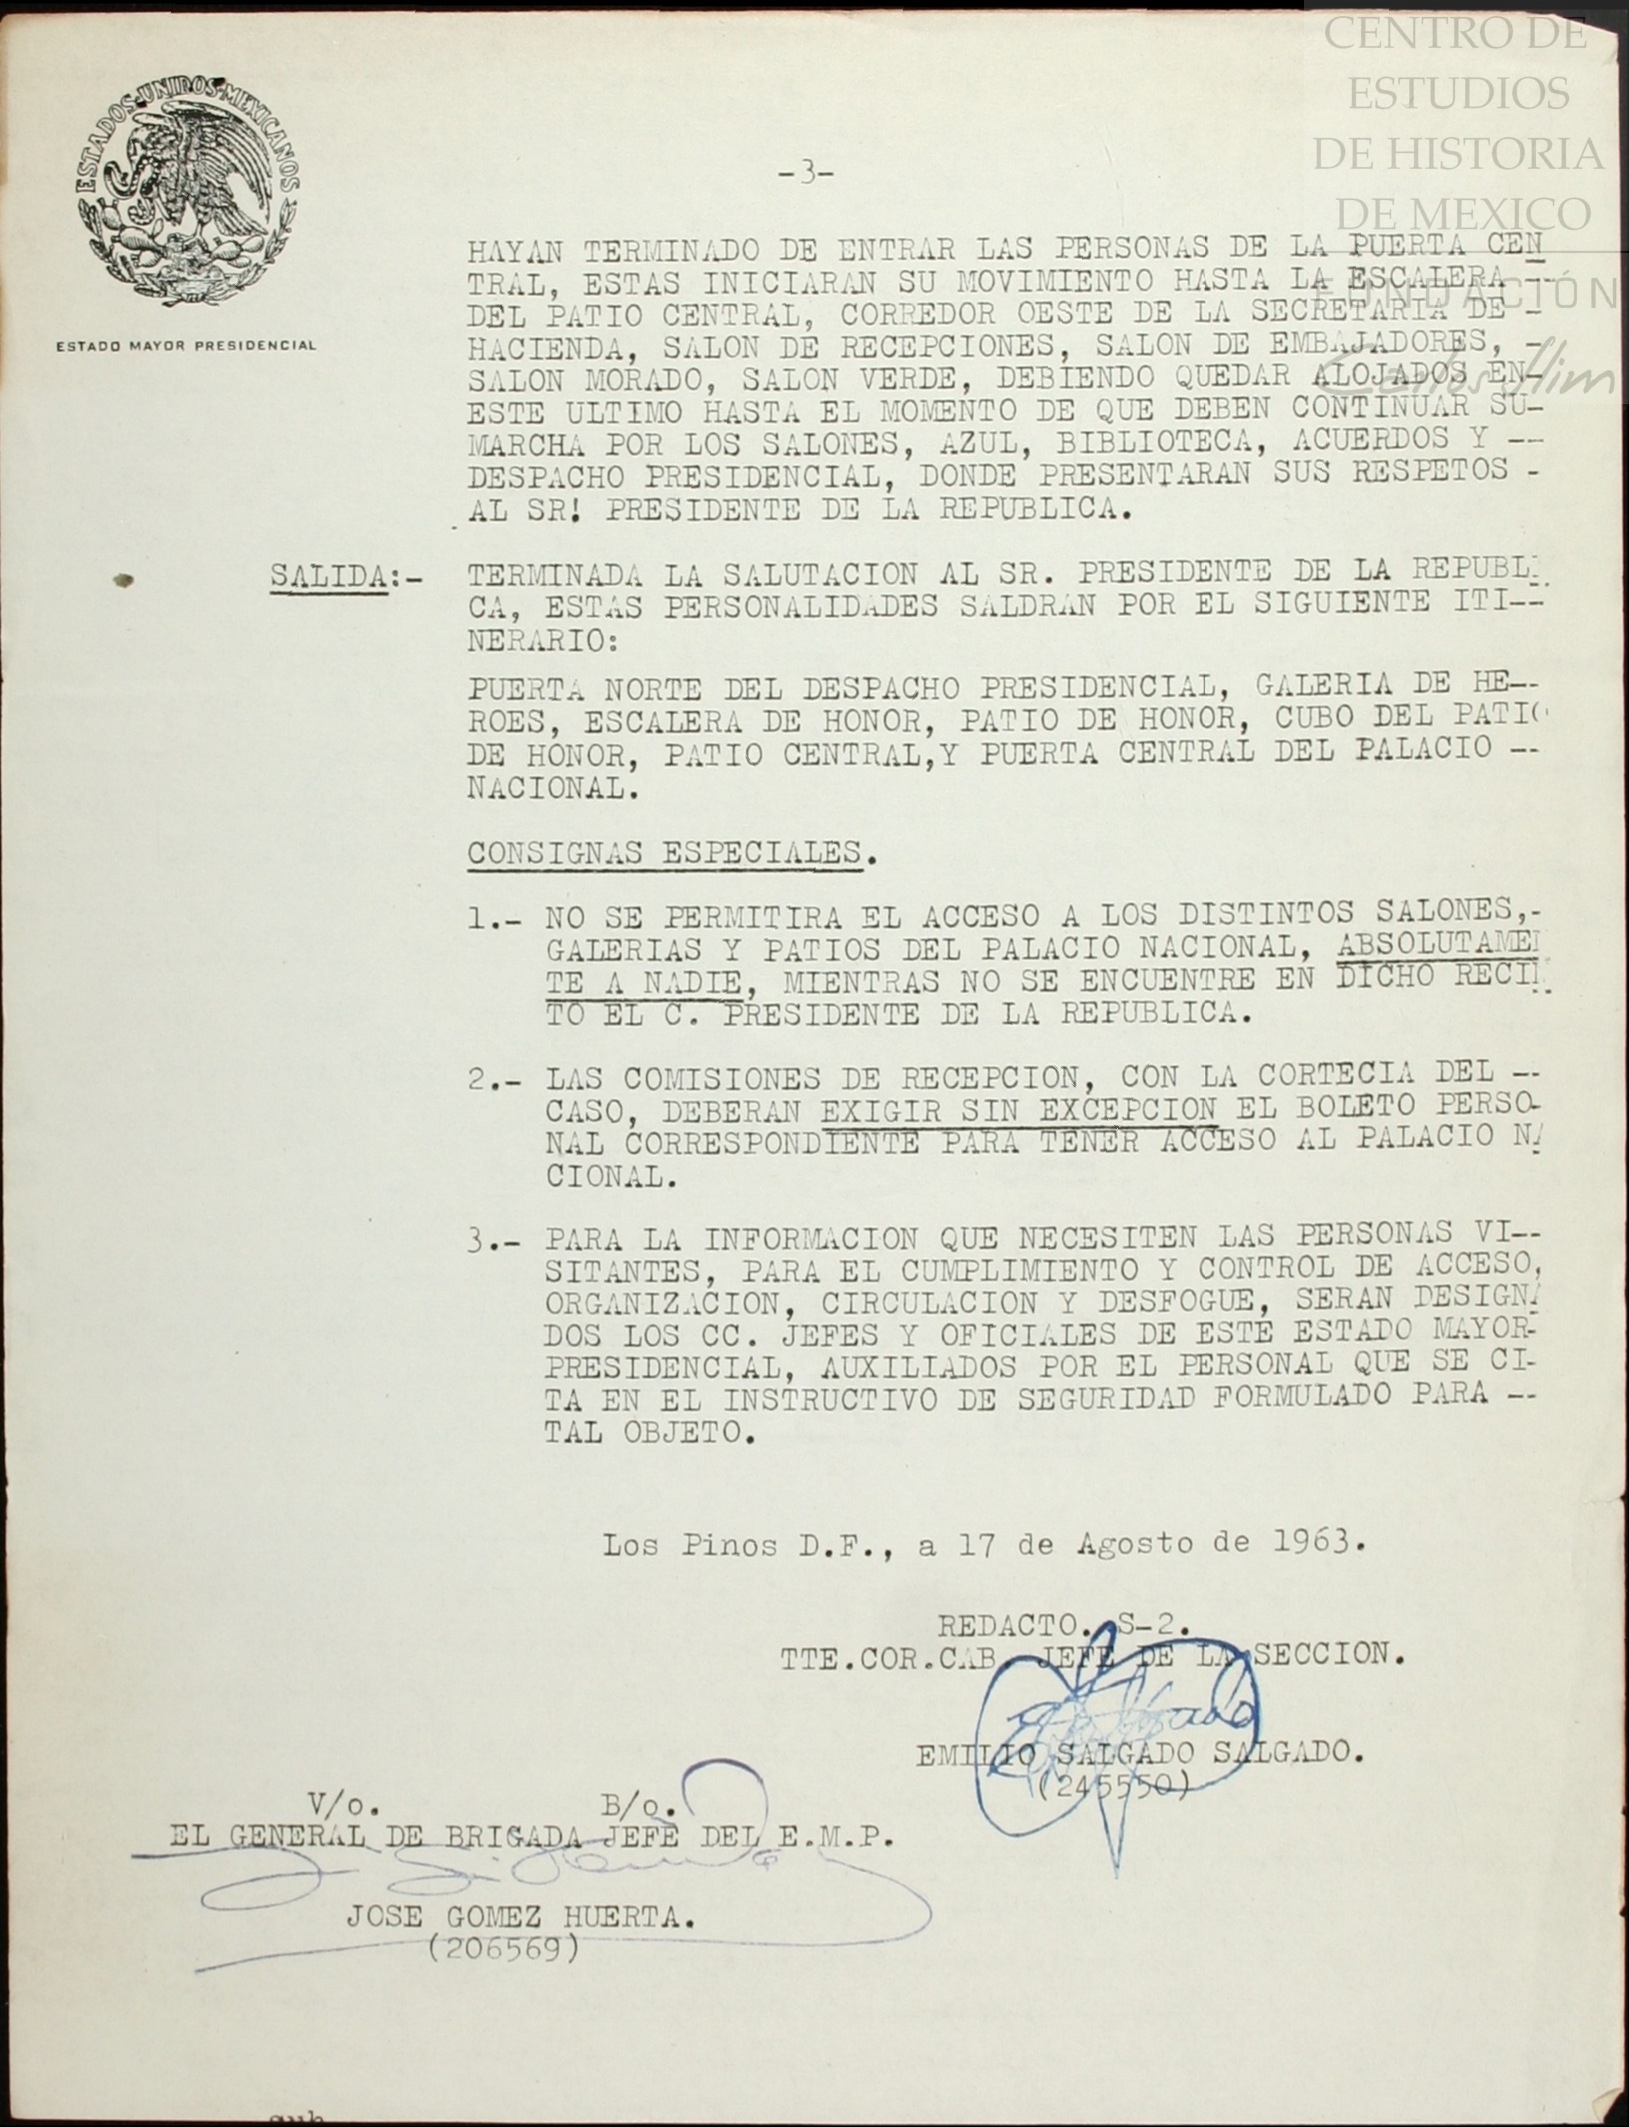 CENTRO DE
ESTUDIOS
DE HISTORIA
DE MEXICO
FUNDACIÓN
Carlos Slim
ESTADOS UNIDOS MEXICANOS
ESTADO MAYOR PRESIDENCIAL
-3-
HAYAN TERMINADO DE ENTRAR LAS PERSONAS DE LA PUERTA CEN
TRAL, ESTAS INICIARAN SU MOVIMIENTO HASTA LA ESCALERA -
DEL PATIO CENTRAL, CORREDOR OESTE DE LA SECRETARIA DE -
HACIENDA, SALON DE RECEPCIONES, SALON DE EMBAJADORES, -
SALON MORADO, SALON VERDE, DEBIENDO QUEDAR ALOJADOS EN-
ESTE ULTIMO HASTA EL MOMENTO DE QUE DEBEN CONTINUAR SU-
MARCHA POR LOS SALONES, AZUL, BIBLIOTECA, ACUERDOS Y --
DESPACHO PRESIDENCIAL, DONDE PRESENTARAN SUS RESPETOS -
AL SR! PRESIDENTE DE LA REPUBLICA.
SALIDA:- TERMINADA LA SALUTACION AL SR. PRESIDENTE DE LA REPUBLI
CA, ESTAS PERSONALIDADES SALDRAN POR EL SIGUIENTE ITI--
NERARIO:
PUERTA NORTE DEL DESPACHO PRESIDENCIAL, GALERIA DE HE--
ROES, ESCALERA DE HONOR, PATIO DE HONOR, CUBO DEL PATIO
DE HONOR, PATIO CENTRAL,Y PUERTA CENTRAL DEL PALACIO --
NACIONAL.
CONSIGNAS ESPECIALES.
1.- NO SE PERMITIRA EL ACCESO A LOS DISTINTOS SALONES,-
GALERIAS Y PATIOS DEL PALACIO NACIONAL, ABSOLUTAMEN
TE A NADIE, MIENTRAS NO SE ENCUENTRE EN DICHO RECIN
TO EL C. PRESIDENTE DE LA REPUBLICA.
2.- LAS COMISIONES DE RECEPCION, CON LA CORTECIA DEL --
CASO, DEBERAN EXIGIR SIN EXCEPCION EL BOLETO PERSO-
NAL CORRESPONDIENTE PARA TENER ACCESO AL PALACIO NA
CIONAL.
3.- PARA LA INFORMACION QUE NECESITEN LAS PERSONAS VI--
SITANTES, PARA EL CUMPLIMIENTO Y CONTROL DE ACCESO,
ORGANIZACION, CIRCULACION Y DESFOGUE, SERAN DESIGNA
DOS LOS CC. JEFES Y OFICIALES DE ESTE ESTADO MAYOR-
PRESIDENCIAL, AUXILIADOS POR EL PERSONAL QUE SE CI-
TA EN EL INSTRUCTIVO DE SEGURIDAD FORMULADO PARA --
TAL OBJETO.
Los Pinos D.F., a 17 de Agosto de 1963.
REDACTO. S-2.
TTE.COR.CAB. JEFE DE LA SECCION.
EMILIO SALGADO SALGADO.
(245550)
V/o. B/o.
EL GENERAL DE BRIGADA JEFE DEL E.M.P.
JOSE GOMEZ HUERTA.
(206569)